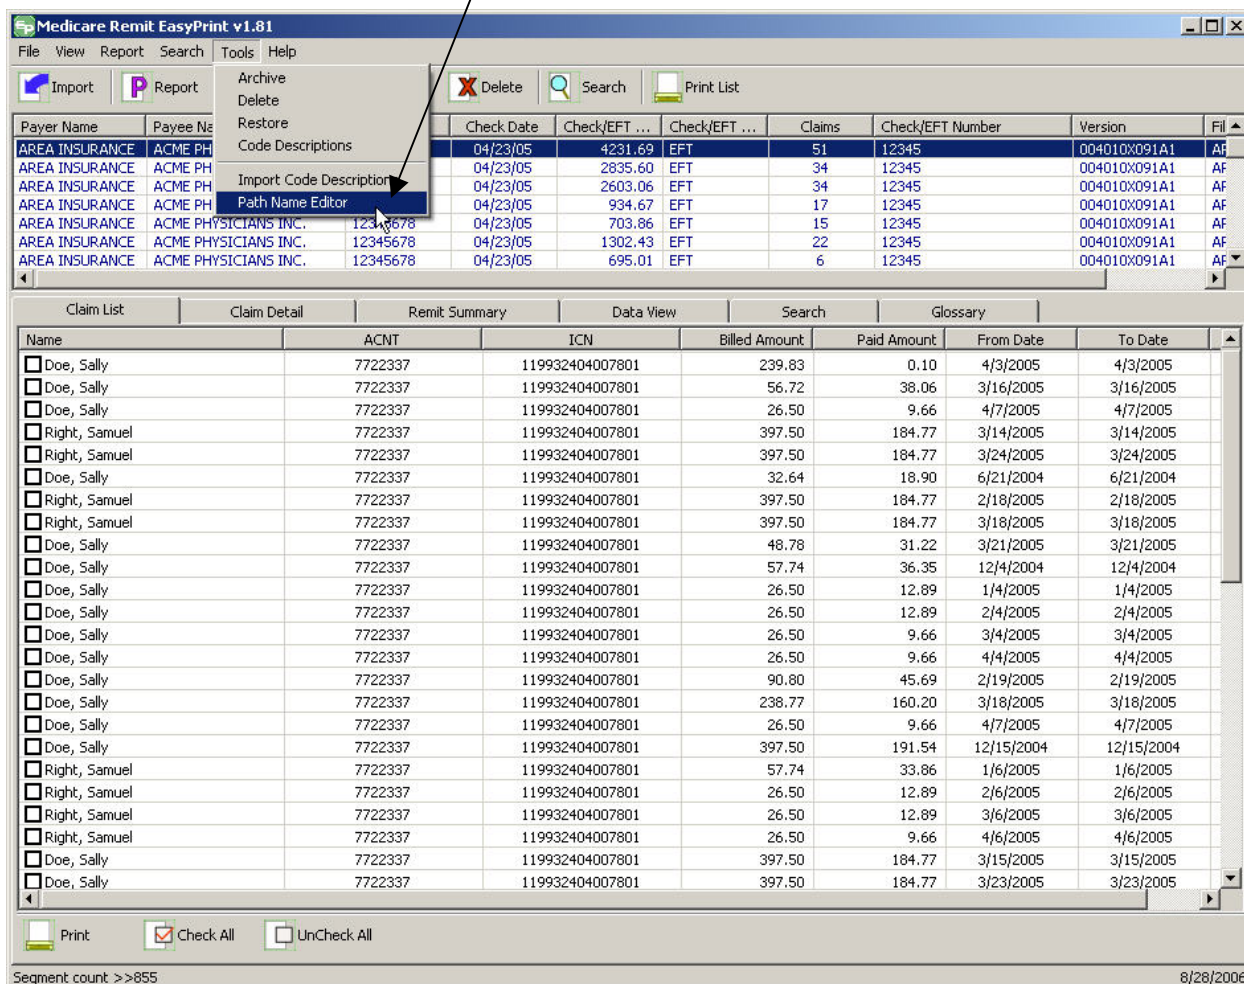 Medicare Remit EasyPrint v1.81
File View Report Search Tools Help
Import Report Delete Search Print List
Archive
Delete
Restore
Code Descriptions
Import Code Description
Path Name Editor
Payer Name Payee Na Check Date Check/EFT ... Check/EFT ... Claims Check/EFT Number Version Fil
AREA INSURANCE ACME PH 04/23/05 4231.69 EFT 51 12345 004010X091A1 AF
AREA INSURANCE ACME PH 04/23/05 2835.60 EFT 34 12345 004010X091A1 AF
AREA INSURANCE ACME PH 04/23/05 2603.06 EFT 34 12345 004010X091A1 AF
AREA INSURANCE ACME PH 04/23/05 934.67 EFT 17 12345 004010X091A1 AF
AREA INSURANCE ACME PHYSICIANS INC. 04/23/05 703.86 EFT 15 12345 004010X091A1 AF
AREA INSURANCE ACME PHYSICIANS INC. 12345678 04/23/05 1302.43 EFT 22 12345 004010X091A1 AF
AREA INSURANCE ACME PHYSICIANS INC. 12345678 04/23/05 695.01 EFT 6 12345 004010X091A1 AF
Claim List Claim Detail Remit Summary Data View Search Glossary
Name ACNT ICN Billed Amount Paid Amount From Date To Date
Doe, Sally 7722337 119932404007801 239.83 0.10 4/3/2005 4/3/2005
Doe, Sally 7722337 119932404007801 56.72 38.06 3/16/2005 3/16/2005
Doe, Sally 7722337 119932404007801 26.50 9.66 4/7/2005 4/7/2005
Right, Samuel 7722337 119932404007801 397.50 184.77 3/14/2005 3/14/2005
Right, Samuel 7722337 119932404007801 397.50 184.77 3/24/2005 3/24/2005
Doe, Sally 7722337 119932404007801 32.64 18.90 6/21/2004 6/21/2004
Right, Samuel 7722337 119932404007801 397.50 184.77 2/18/2005 2/18/2005
Right, Samuel 7722337 119932404007801 397.50 184.77 3/18/2005 3/18/2005
Doe, Sally 7722337 119932404007801 48.78 31.22 3/21/2005 3/21/2005
Doe, Sally 7722337 119932404007801 57.74 36.35 12/4/2004 12/4/2004
Doe, Sally 7722337 119932404007801 26.50 12.89 1/4/2005 1/4/2005
Doe, Sally 7722337 119932404007801 26.50 12.89 2/4/2005 2/4/2005
Doe, Sally 7722337 119932404007801 26.50 9.66 3/4/2005 3/4/2005
Doe, Sally 7722337 119932404007801 26.50 9.66 4/4/2005 4/4/2005
Doe, Sally 7722337 119932404007801 90.80 45.69 2/19/2005 2/19/2005
Doe, Sally 7722337 119932404007801 238.77 160.20 3/18/2005 3/18/2005
Doe, Sally 7722337 119932404007801 26.50 9.66 4/7/2005 4/7/2005
Doe, Sally 7722337 119932404007801 397.50 191.54 12/15/2004 12/15/2004
Right, Samuel 7722337 119932404007801 57.74 33.86 1/6/2005 1/6/2005
Right, Samuel 7722337 119932404007801 26.50 12.89 2/6/2005 2/6/2005
Right, Samuel 7722337 119932404007801 26.50 12.89 3/6/2005 3/6/2005
Right, Samuel 7722337 119932404007801 26.50 9.66 4/6/2005 4/6/2005
Doe, Sally 7722337 119932404007801 397.50 184.77 3/15/2005 3/15/2005
Doe, Sally 7722337 119932404007801 397.50 184.77 3/23/2005 3/23/2005
Print Check All UnCheck All
Segment count >>855 8/28/2006